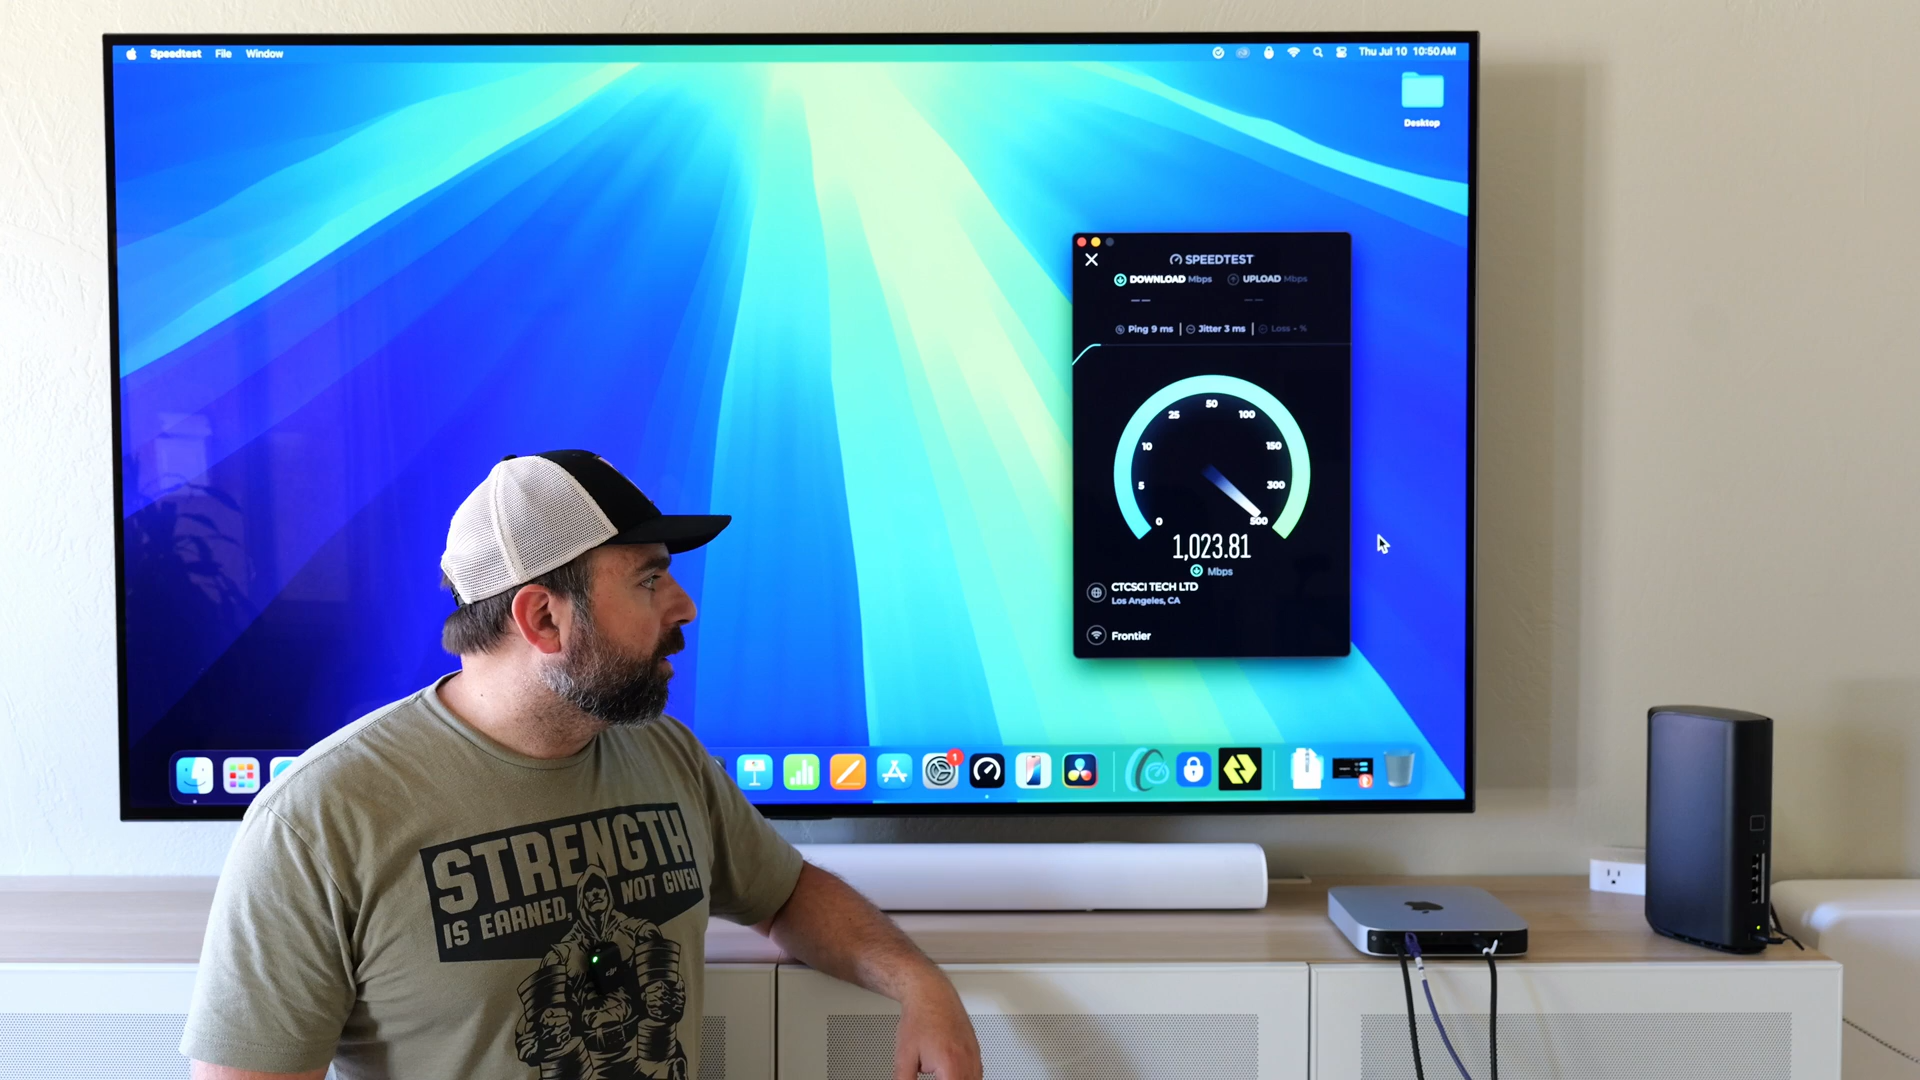 Speedtest File Window
Thu Jul 10 10:50 AM
Desktop
SPEEDTEST
DOWNLOAD Mbps UPLOAD Mbps
Ping 9 ms Jitter 3 ms Loss - %
0
5
10
25
50
100
150
300
500
1,023.81
Mbps
CTCSCI TECH LTD
Los Angeles, CA
Frontier
1
STRENGTH
IS EARNED, NOT GIVEN
dji